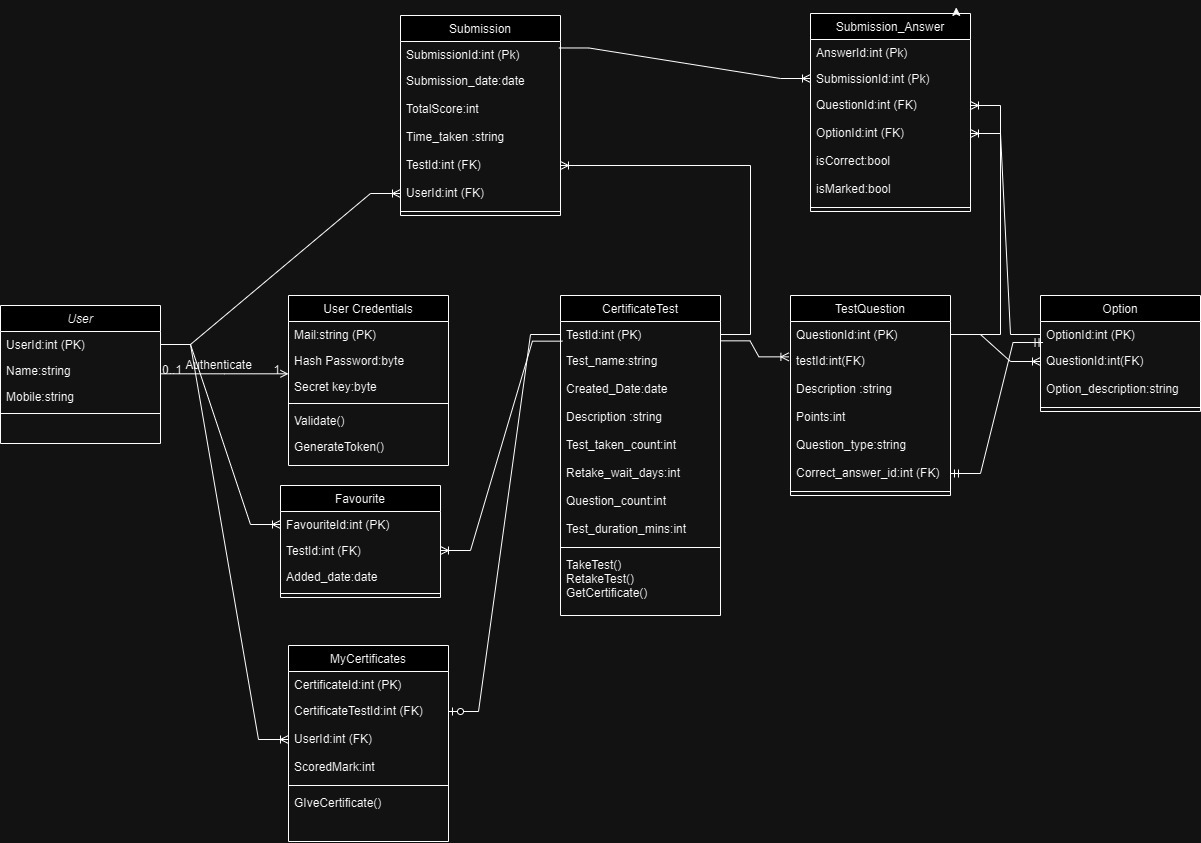 Submission
SubmissionId:int (Pk)
Submission_date:date
TotalScore:int
Time_taken :string
TestId:int (FK)
UserId:int (FK)
Submission_Answer
AnswerId:int (Pk)
SubmissionId:int (Pk)
QuestionId:int (FK)
OptionId:int (FK)
isCorrect:bool
isMarked:bool
User
UserId:int (PK)
Name:string
Mobile:string
0..1
Authenticate
1
User Credentials
Mail:string (PK)
Hash Password:byte
Secret key:byte
Validate()
GenerateToken()
CertificateTest
TestId:int (PK)
Test_name:string
Created_Date:date
Description :string
Test_taken_count:int
Retake_wait_days:int
Question_count:int
Test_duration_mins:int
TakeTest()
RetakeTest()
GetCertificate()
TestQuestion
QuestionId:int (PK)
testId:int(FK)
Description :string
Points:int
Question_type:string
Correct_answer_id:int (FK)
Option
OptionId:int (PK)
QuestionId:int(FK)
Option_description:string
Favourite
FavouriteId:int (PK)
TestId:int (FK)
Added_date:date
MyCertificates
CertificateId:int (PK)
CertificateTestId:int (FK)
UserId:int (FK)
ScoredMark:int
GIveCertificate()